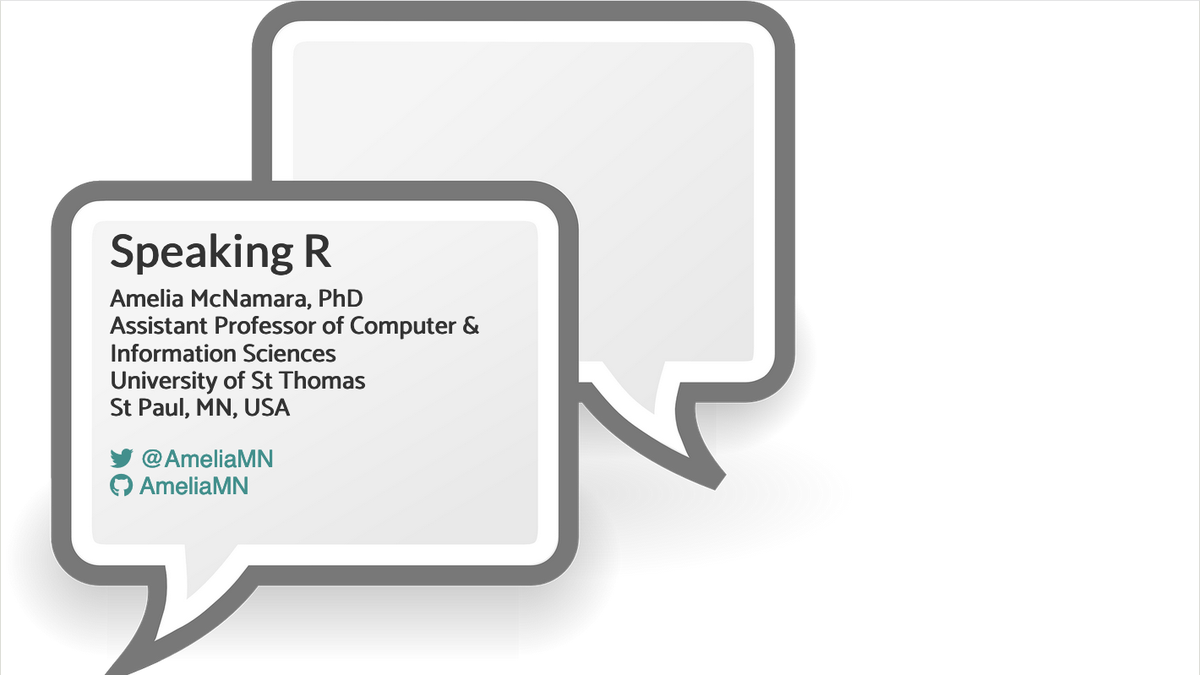 Speaking R
Amelia McNamara, PhD
Assistant Professor of Computer &
Information Sciences
University of St Thomas
St Paul, MN, USA
@AmeliaMN
AmeliaMN